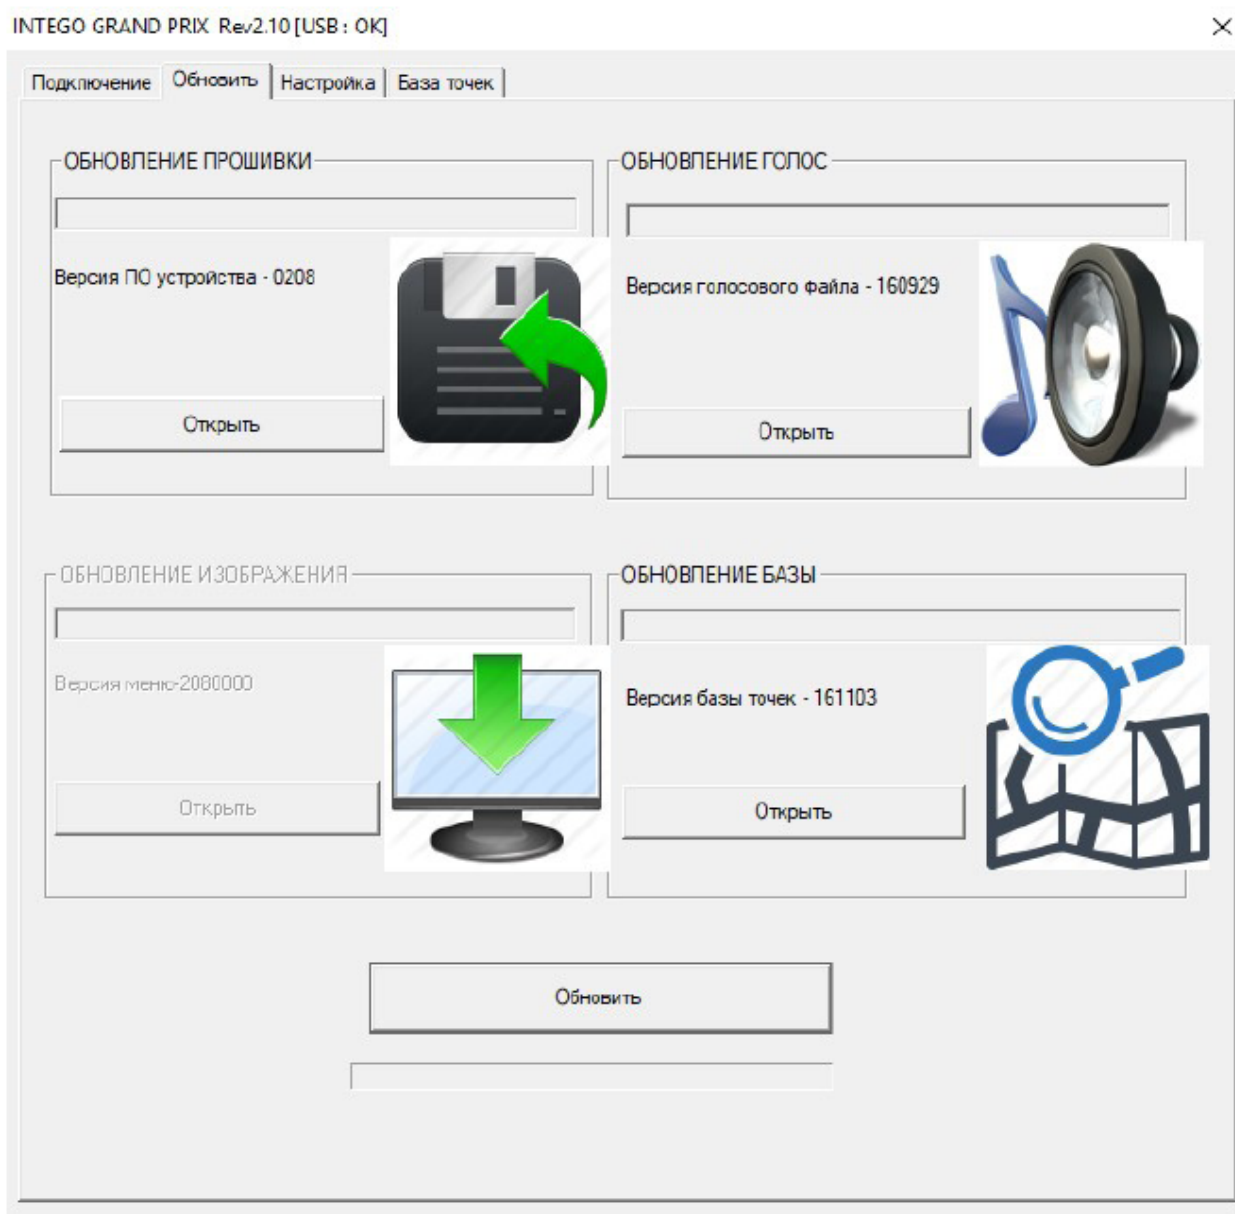 INTEGO GRAND PRIX Rev2.10 [USB : OK]
Подключение Обновить Настройка База точек
ОБНОВЛЕНИЕ ПРОШИВКИ
Версия ПО устройства - 0208
Открыть
ОБНОВЛЕНИЕ ГОЛОС
Версия голосового файла - 160929
Открыть
ОБНОВЛЕНИЕ ИЗОБРАЖЕНИЯ
Версия меню-2080000
Открыть
ОБНОВЛЕНИЕ БАЗЫ
Версия базы точек - 161103
Открыть
Обновить